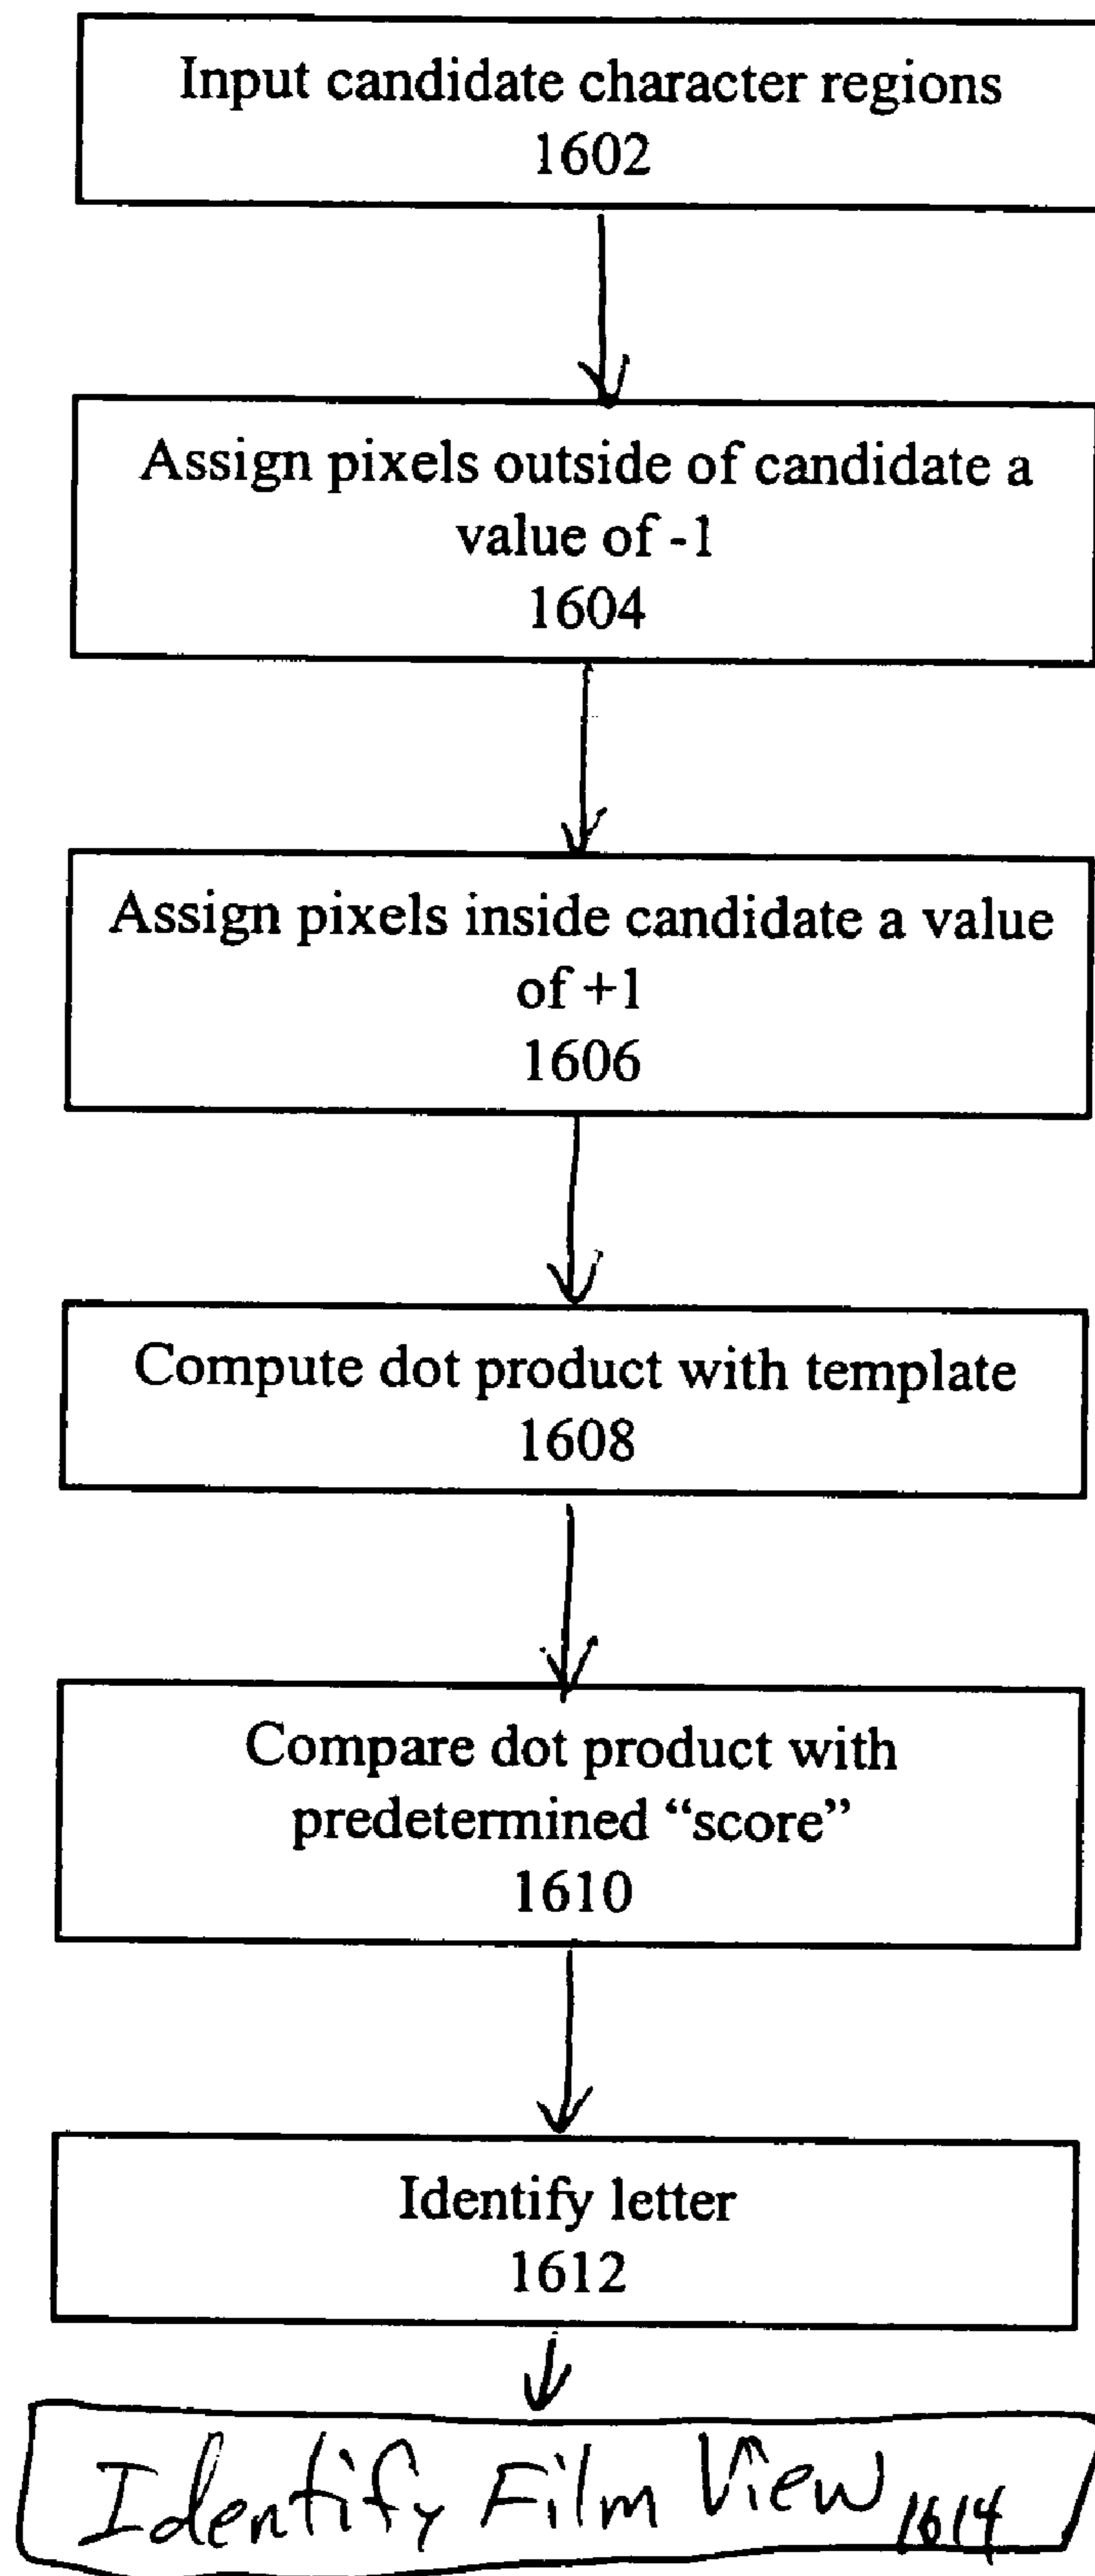 Input candidate character regions
1602
Assign pixels outside of candidate a
value of -1
1604
Assign pixels inside candidate a value
of +1
1606
Compute dot product with template
1608
Compare dot product with
predetermined “score”
1610
Identify letter
1612
Identify Film View 1614